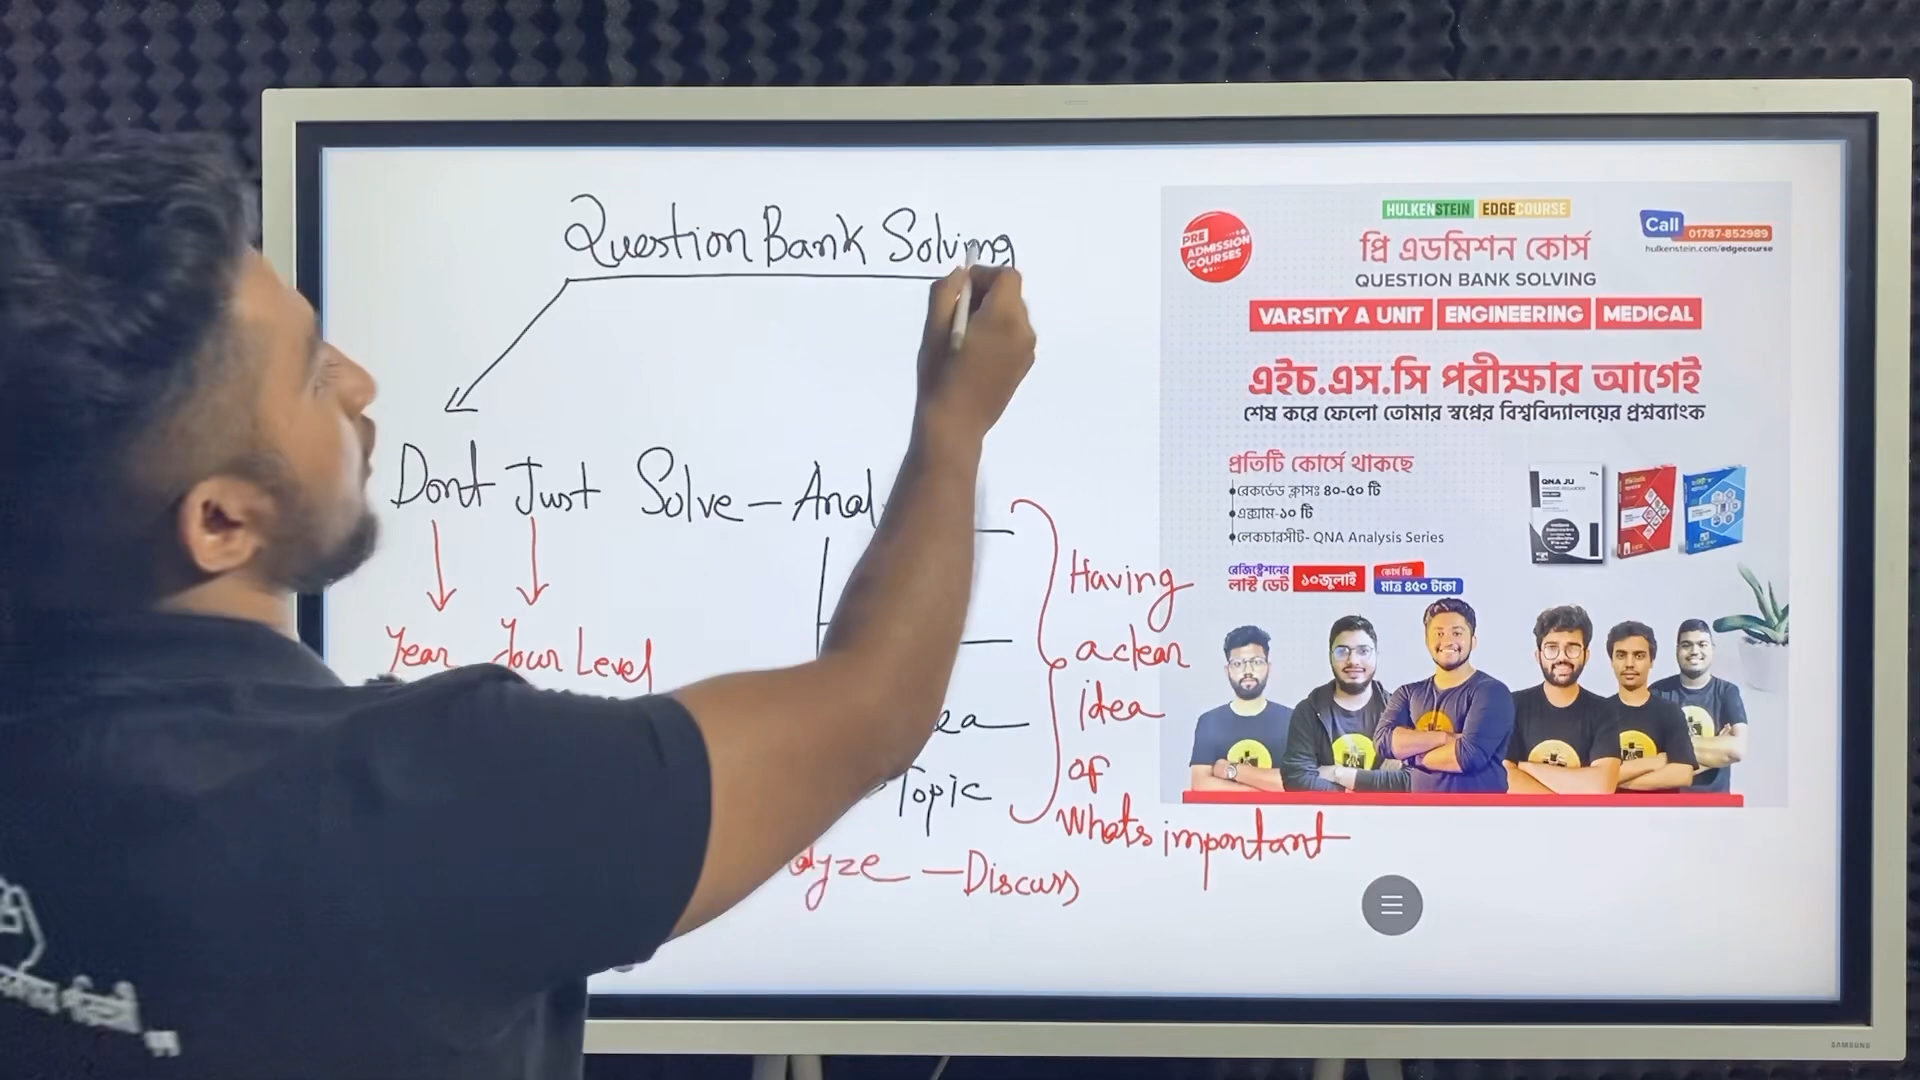 Question Bank Solving
Dont Just Solve - Anal
Year Your Level
ea
Topic
alyze - Discuss
Having
a clear
idea
of
Whats important
HULKENSTEIN EDGECOURSE
PRE
ADMISSION
COURSES
Call
01787-852989
hulkenstein.com/edgecourse
প্রি এডমিশন কোর্স
QUESTION BANK SOLVING
VARSITY A UNIT ENGINEERING MEDICAL
এইচ.এস.সি পরীক্ষার আগেই
শেষ করে ফেলো তোমার স্বপ্নের বিশ্ববিদ্যালয়ের প্রশ্নব্যাংক
প্রতিটি কোর্সে থাকছে
•রেকর্ডেড ক্লাসঃ ৪০-৫০ টি
•এক্সাম-১০ টি
•লেকচারসীট- QNA Analysis Series
QNA JU
রেজিস্ট্রেশনের
লাস্ট ডেট ১০জুলাই
কোর্স ফি
মাত্র ৪৫০ টাকা
SAMSUNG